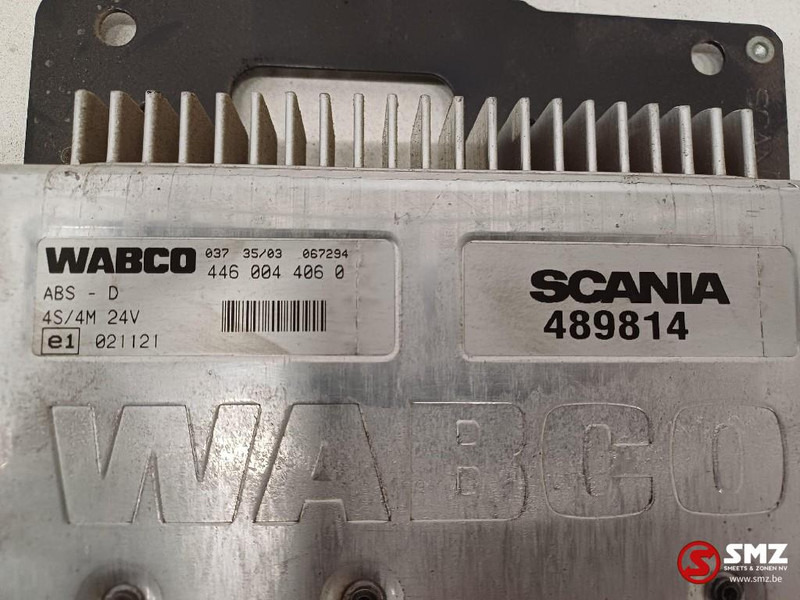 WABCO 037 35/03 067294
446 004 406 0
ABS - D
4S/4M 24V
e1 021121
SCANIA
489814
WABCO
SMZ
SMEETS & ZONEN NV
www.smz.be